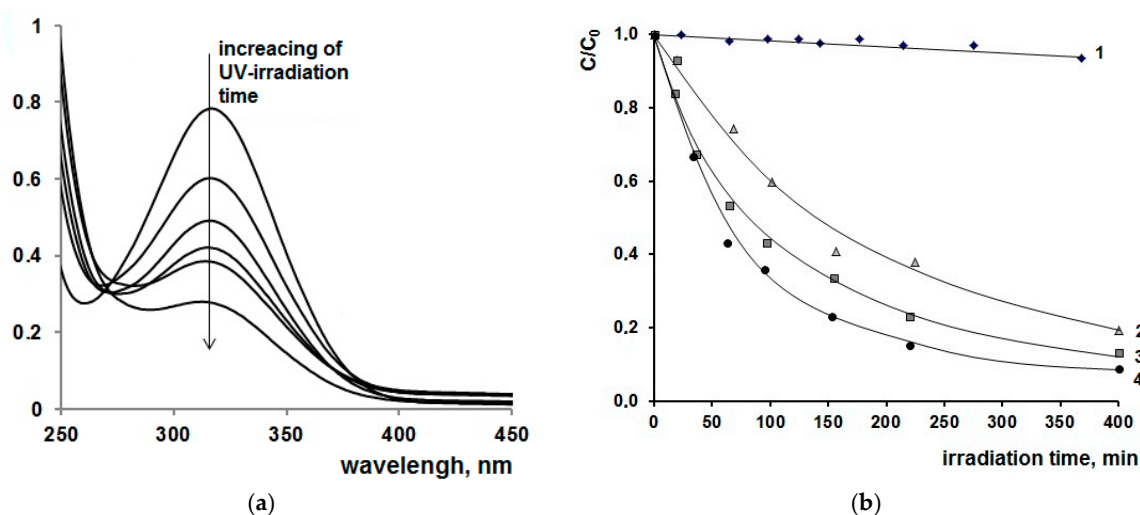 1
0.8
0.6
0.4
0.2
0
increacing of
UV-irradiation
time
250 300 350 400 450
wavelengh, nm
(a)
C/C0
1.0
0.8
0.6
0.4
0.2
0.0
1
2
3
4
0 50 100 150 200 250 300 350 400
irradiation time, min
(b)